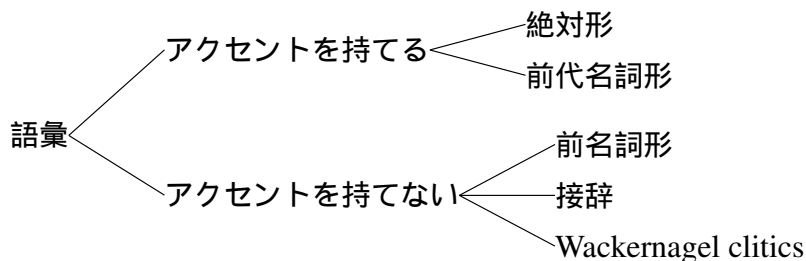 絶対形
アクセントを持てる
前代名詞形
語彙
前名詞形
アクセントを持てない
接辞
Wackernagel clitics